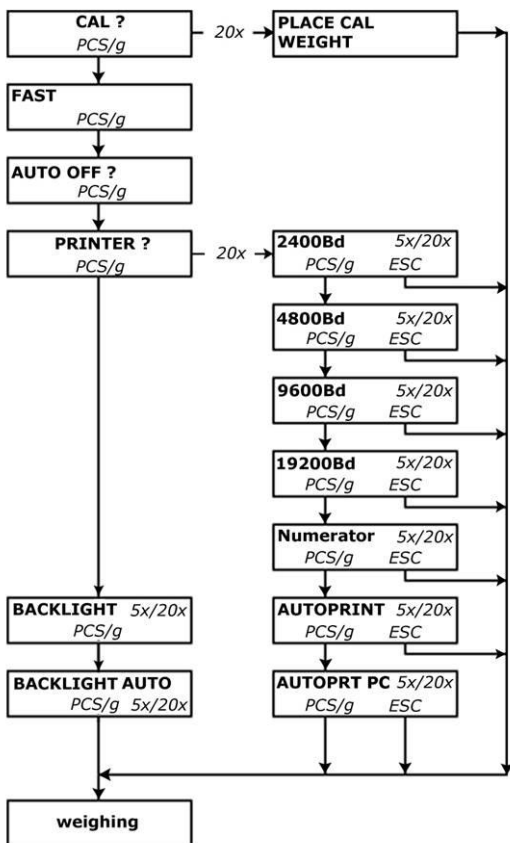 CAL ?
PCS/g
20x
PLACE CAL
WEIGHT
FAST
PCS/g
AUTO OFF ?
PCS/g
PRINTER ?
PCS/g
20x
2400Bd 5x/20x
PCS/g ESC
4800Bd 5x/20x
PCS/g ESC
9600Bd 5x/20x
PCS/g ESC
19200Bd 5x/20x
PCS/g ESC
Numerator 5x/20x
PCS/g ESC
BACKLIGHT 5x/20x
PCS/g
AUTOPRINT 5x/20x
PCS/g ESC
BACKLIGHT AUTO
PCS/g 5x/20x
AUTOPRT PC 5x/20x
PCS/g ESC
weighing